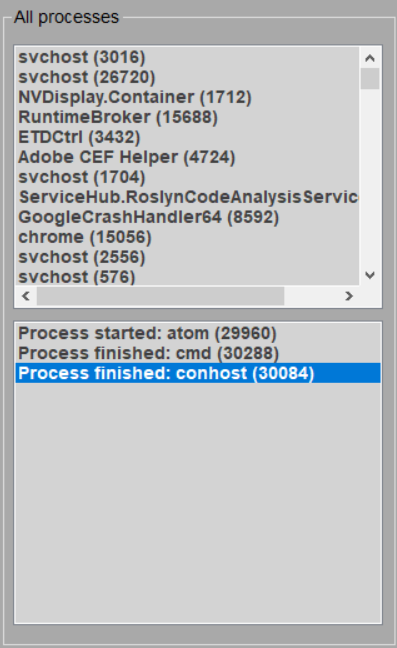 All processes
svchost (3016)
svchost (26720)
NVDisplay.Container (1712)
RuntimeBroker (15688)
ETDCtrl (3432)
Adobe CEF Helper (4724)
svchost (1704)
ServiceHub.RoslynCodeAnalysisServic
GoogleCrashHandler64 (8592)
chrome (15056)
svchost (2556)
svchost (576)
Process started: atom (29960)
Process finished: cmd (30288)
Process finished: conhost (30084)